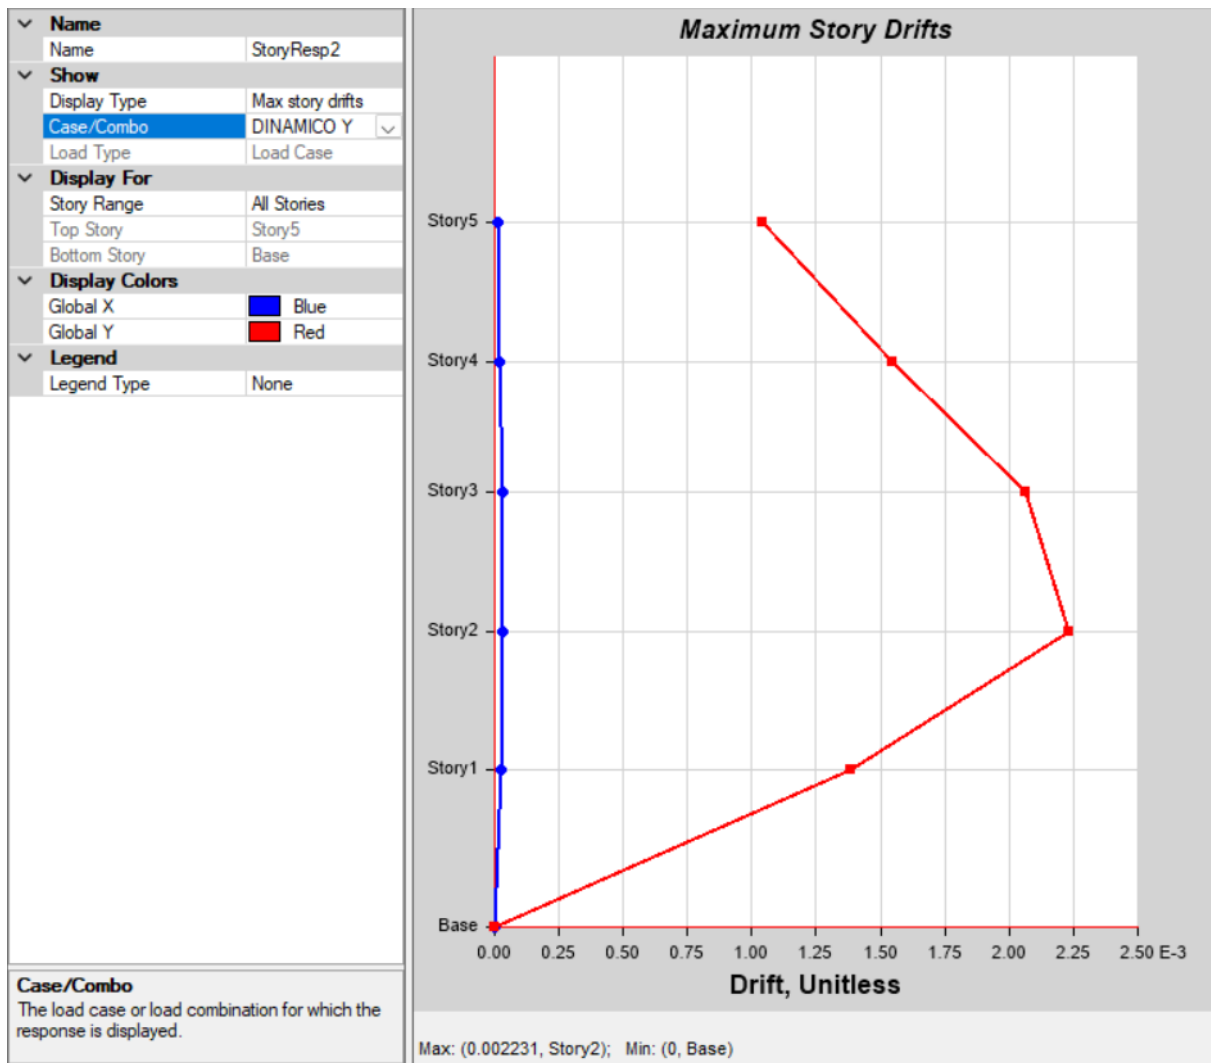 Name
Name StoryResp2
Show
Display Type Max story drifts
Case/Combo DINAMICO Y
Load Type Load Case
Display For
Story Range All Stories
Top Story Story5
Bottom Story Base
Display Colors
Global X Blue
Global Y Red
Legend
Legend Type None
Case/Combo
The load case or load combination for which the
response is displayed.
Maximum Story Drifts
Story5
Story4
Story3
Story2
Story1
Base
0.00 0.25 0.50 0.75 1.00 1.25 1.50 1.75 2.00 2.25 2.50 E-3
Drift, Unitless
Max: (0.002231, Story2); Min: (0, Base)